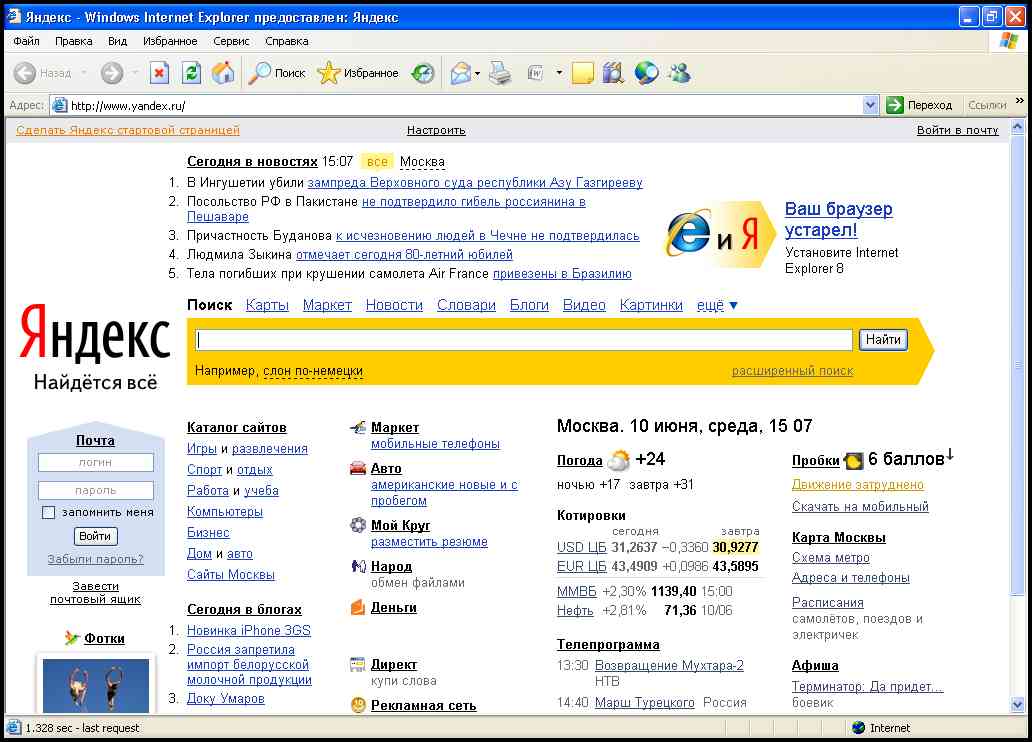 Яндекс - Windows Internet Explorer предоставлен: Яндекс
Файл Правка Вид Избранное Сервис Справка
Назад Поиск Избранное
Адрес: http://www.yandex.ru/ Переход Ссылки »
Сделать Яндекс стартовой страницей Настроить Войти в почту
Сегодня в новостях 15:07 все Москва
1. В Ингушетии убили зампреда Верховного суда республики Азу Газгирееву
2. Посольство РФ в Пакистане не подтвердило гибель россиянина в
Пешаваре
3. Причастность Буданова к исчезновению людей в Чечне не подтвердилась
4. Людмила Зыкина отмечает сегодня 80-летний юбилей
5. Тела погибших при крушении самолета Air France привезены в Бразилию
e и Я
Ваш браузер
устарел!
Установите Internet
Explorer 8
Яндекс
Найдётся всё
Поиск Карты Маркет Новости Словари Блоги Видео Картинки ещё ▼
Найти
Например, слон по-немецки расширенный поиск
Почта
логин
пароль
запомнить меня
Войти
Забыли пароль?
Завести
почтовый ящик
Фотки
Каталог сайтов
Игры и развлечения
Спорт и отдых
Работа и учеба
Компьютеры
Бизнес
Дом и авто
Сайты Москвы
Сегодня в блогах
1. Новинка iPhone 3GS
2. Россия запретила
импорт белорусской
молочной продукции
3. Доку Умаров
Маркет
мобильные телефоны
Авто
американские новые и с
пробегом
Мой Круг
разместить резюме
Народ
обмен файлами
Деньги
Директ
купи слова
Рекламная сеть
Москва. 10 июня, среда, 15 07
Погода +24
ночью +17 завтра +31
Котировки
сегодня завтра
USD ЦБ 31,2637 −0,3360 30,9277
EUR ЦБ 43,4909 +0,0986 43,5895
ММВБ +2,30% 1139,40 15:00
Нефть +2,81% 71,36 10/06
Телепрограмма
13:30 Возвращение Мухтара-2
НТВ
14:40 Марш Турецкого Россия
Пробки 6 баллов↓
Движение затруднено
Скачать на мобильный
Карта Москвы
Схема метро
Адреса и телефоны
Расписания
самолётов, поездов и
электричек
Афиша
Терминатор: Да придет...
боевик
1.328 sec - last request Internet